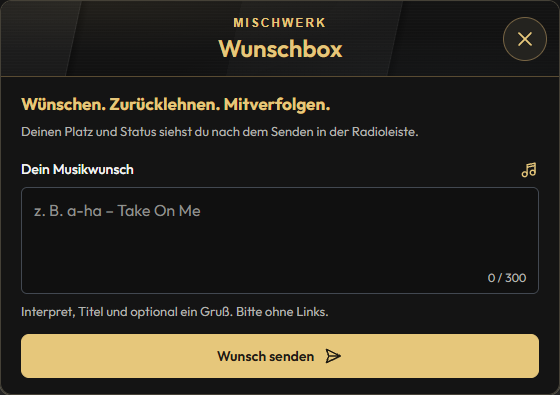 MISCHWERK
Wunschbox
Wünschen. Zurücklehnen. Mitverfolgen.
Deinen Platz und Status siehst du nach dem Senden in der Radioleiste.
Dein Musikwunsch
z. B. a-ha – Take On Me
0 / 300
Interpret, Titel und optional ein Gruß. Bitte ohne Links.
Wunsch senden